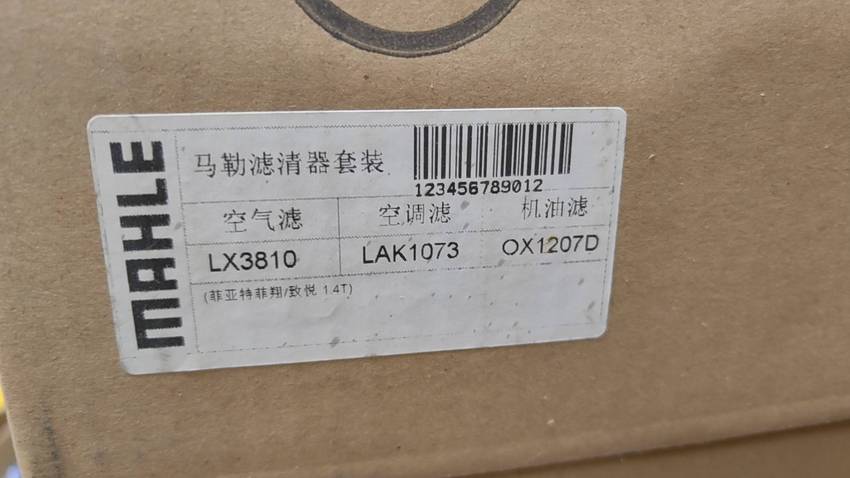 MAHLE
马勒滤清器套装
123456789012
空气滤 空调滤 机油滤
LX3810 LAK1073 OX1207D
(菲亚特菲翔/致悦 1.4T)